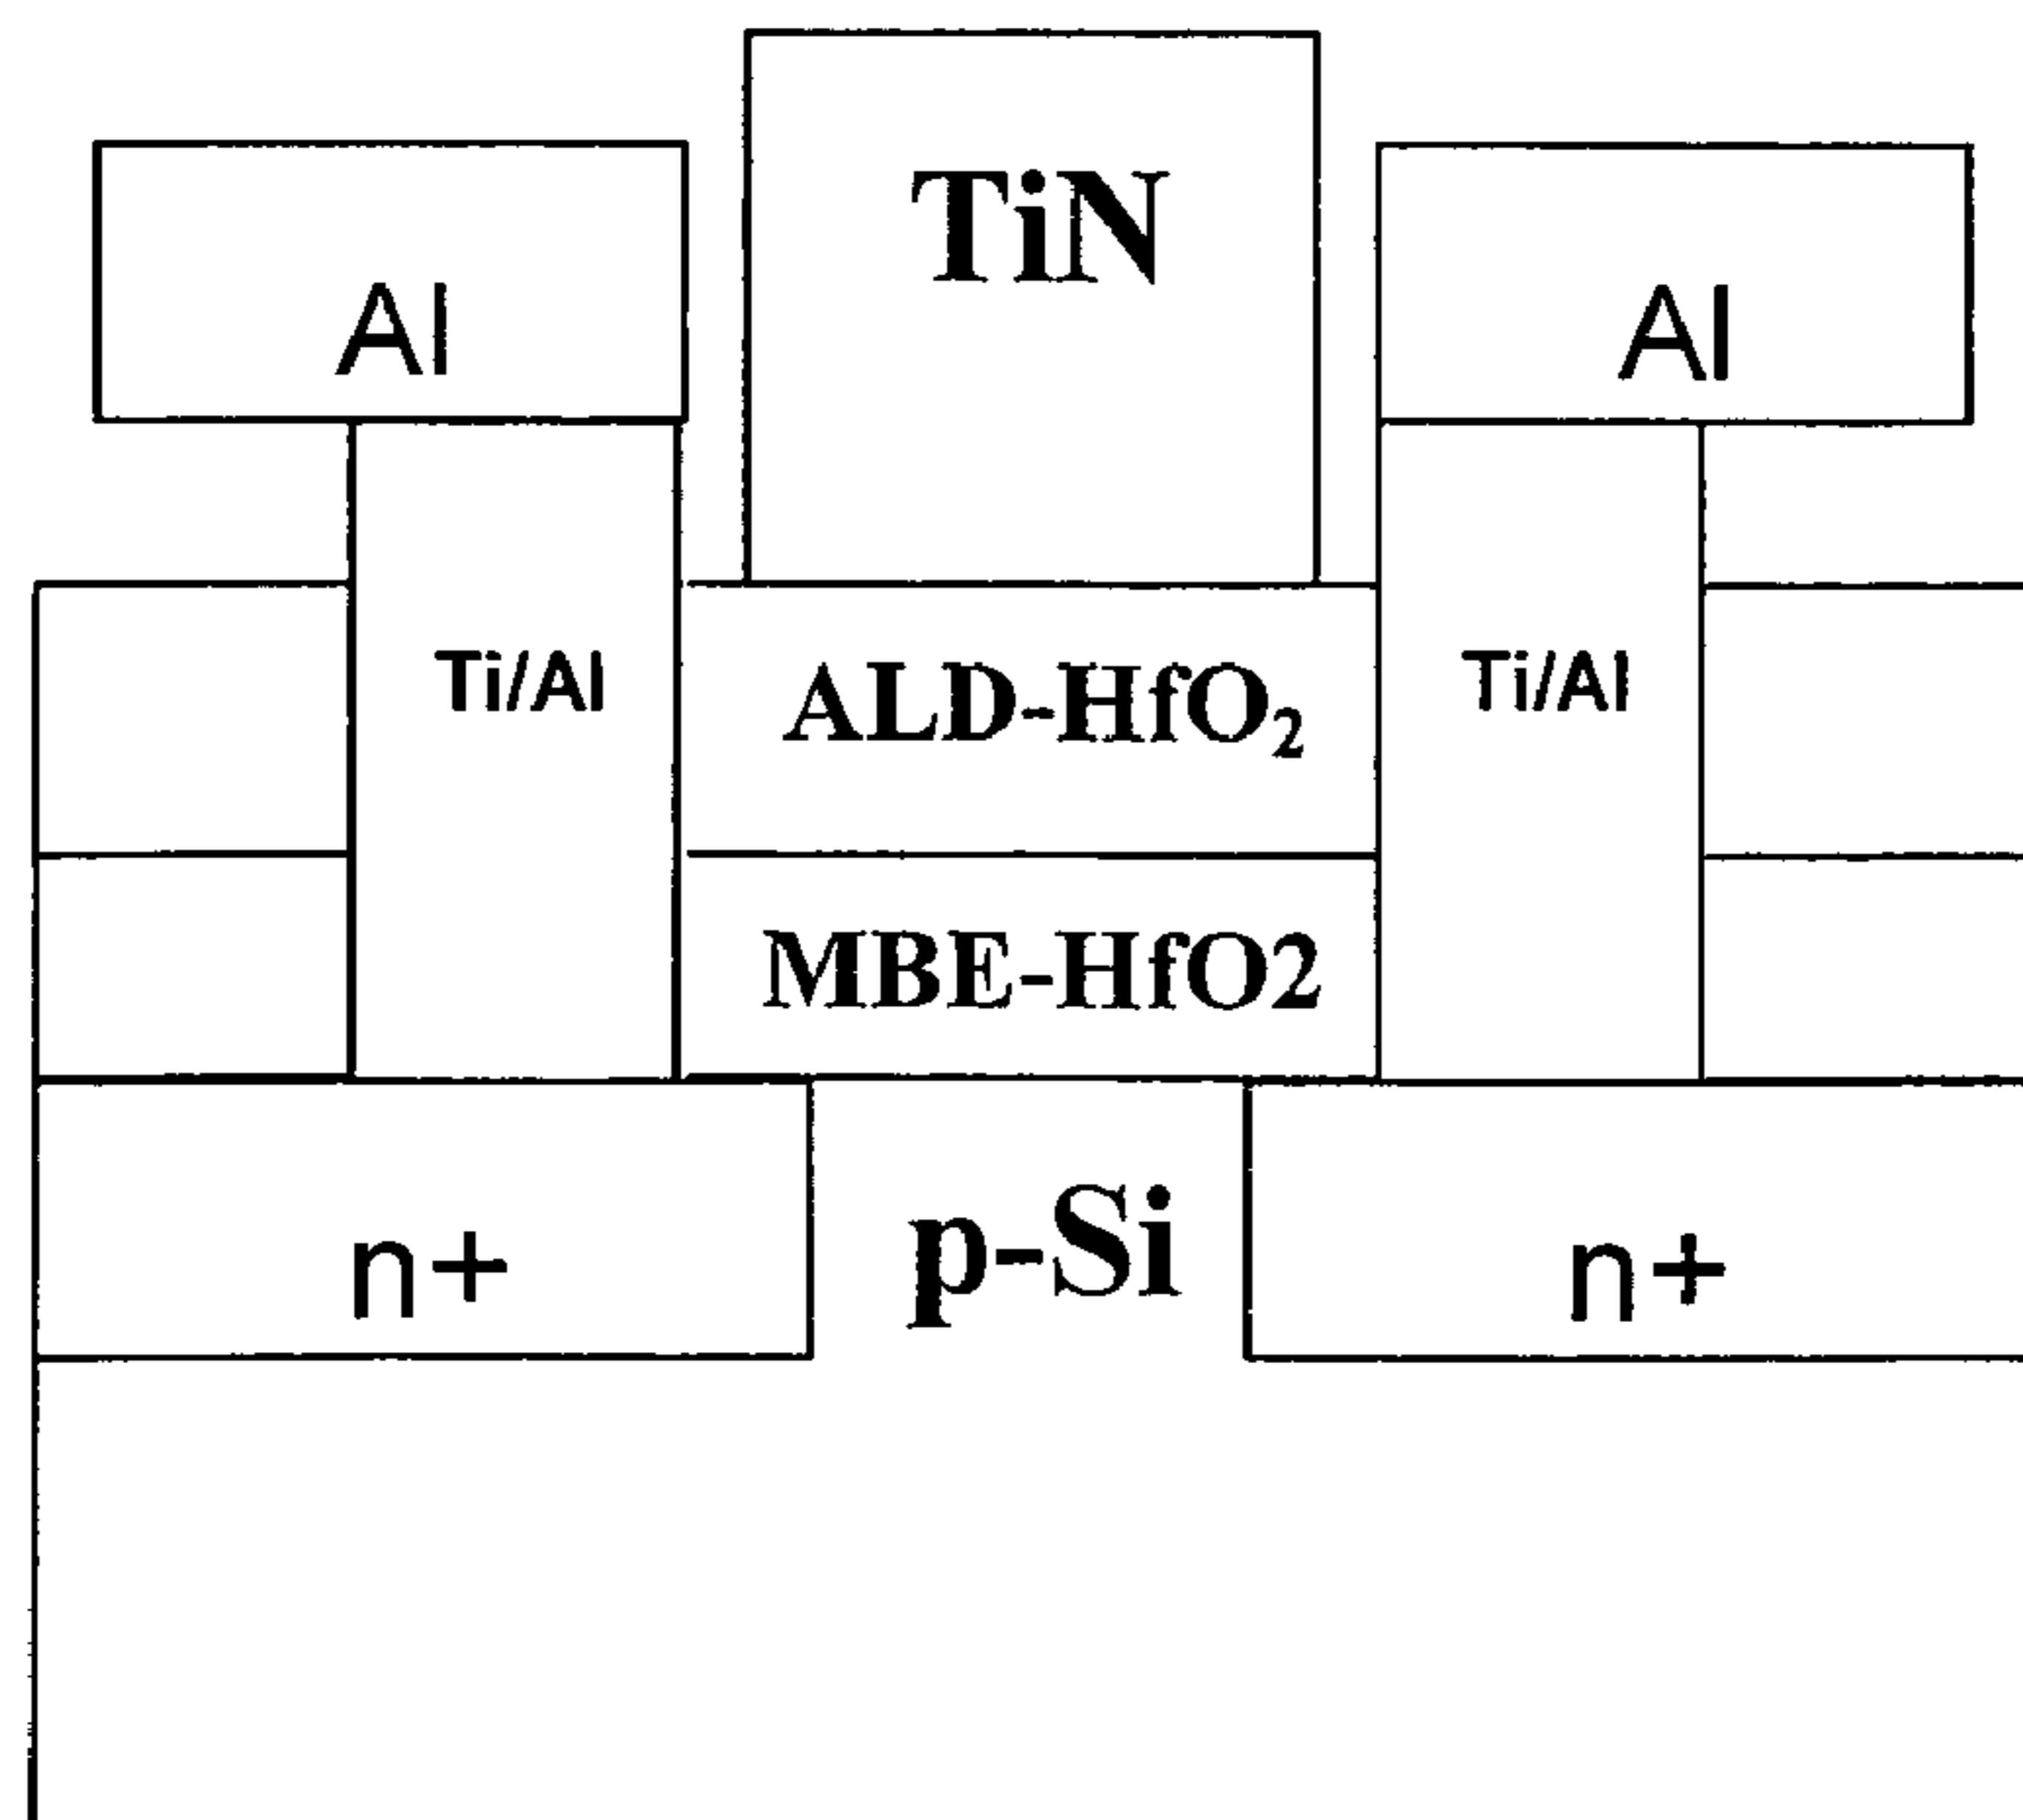 TiN
Al
Al
Ti/Al
ALD-HfO₂
Ti/Al
MBE-HfO2
n+
p-Si
n+